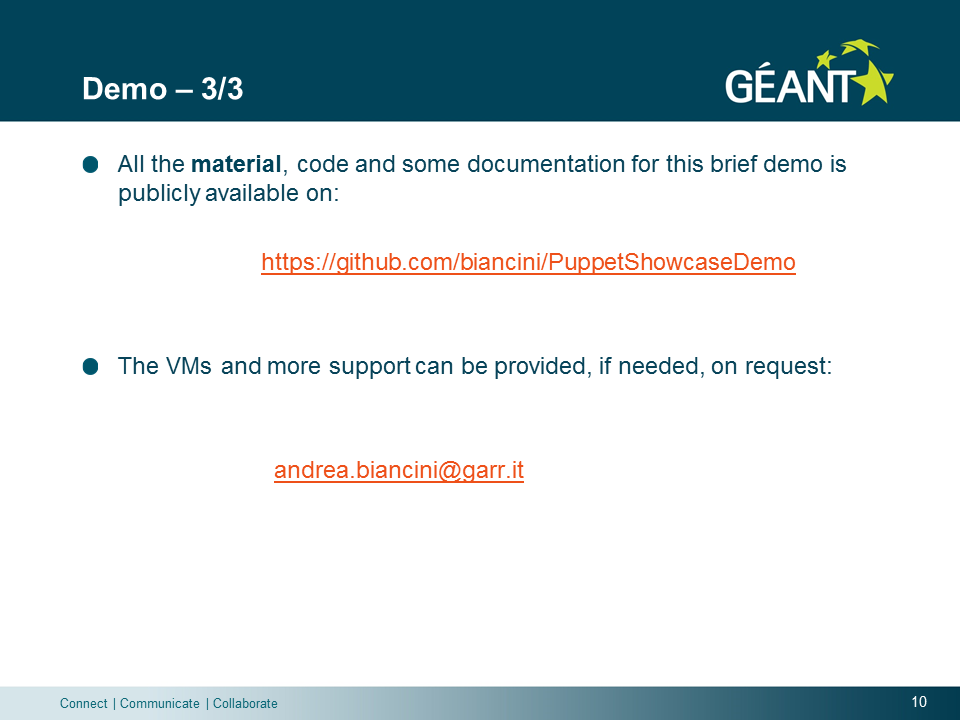 Demo – 3/3
GÉANT
All the material, code and some documentation for this brief demo is
publicly available on:
https://github.com/biancini/PuppetShowcaseDemo
The VMs and more support can be provided, if needed, on request:
andrea.biancini@garr.it
Connect | Communicate | Collaborate
10